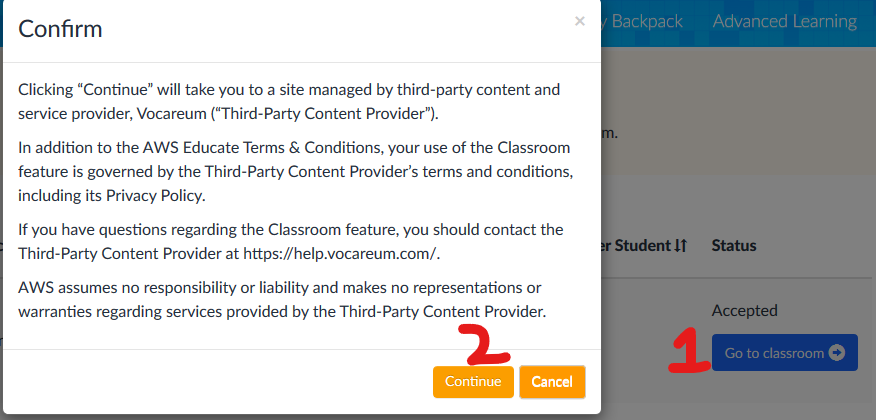 Confirm
×
y Backpack Advanced Learning
Clicking “Continue” will take you to a site managed by third-party content and
service provider, Vocareum (“Third-Party Content Provider”).
m.
In addition to the AWS Educate Terms & Conditions, your use of the Classroom
feature is governed by the Third-Party Content Provider’s terms and conditions,
including its Privacy Policy.
If you have questions regarding the Classroom feature, you should contact the
Third-Party Content Provider at https://help.vocareum.com/.
er Student Status
AWS assumes no responsibility or liability and makes no representations or
warranties regarding services provided by the Third-Party Content Provider.
Accepted
1 Go to classroom
2
Continue Cancel